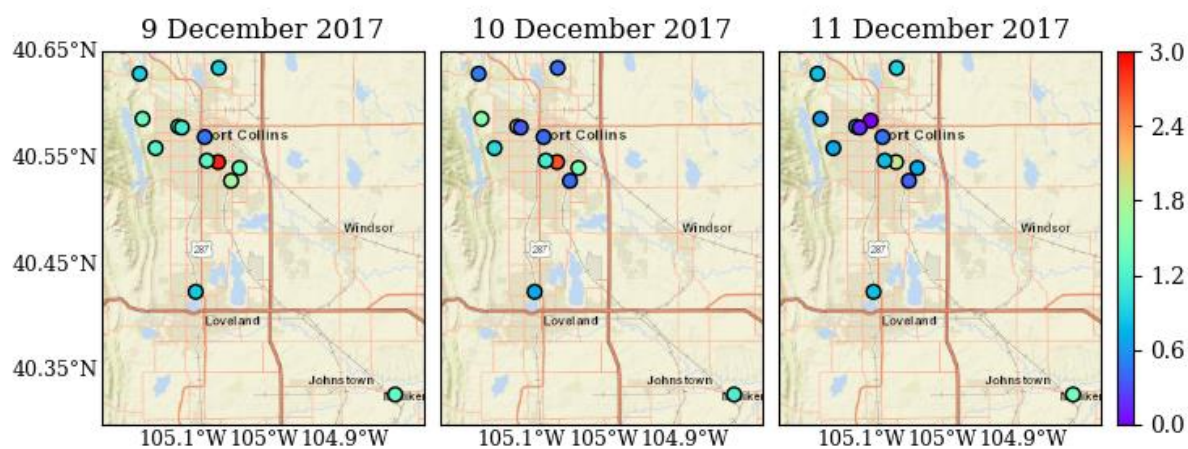 9 December 2017
10 December 2017
11 December 2017
40.65°N
40.55°N
40.45°N
40.35°N
ort Collins
Windsor
287
Loveland
Johnstown
ort Collins
Windsor
287
Loveland
Johnstown
ort Collins
Windsor
287
Loveland
Johnstown
105.1°W 105°W 104.9°W
105.1°W 105°W 104.9°W
105.1°W 105°W 104.9°W
3.0
2.4
1.8
1.2
0.6
0.0